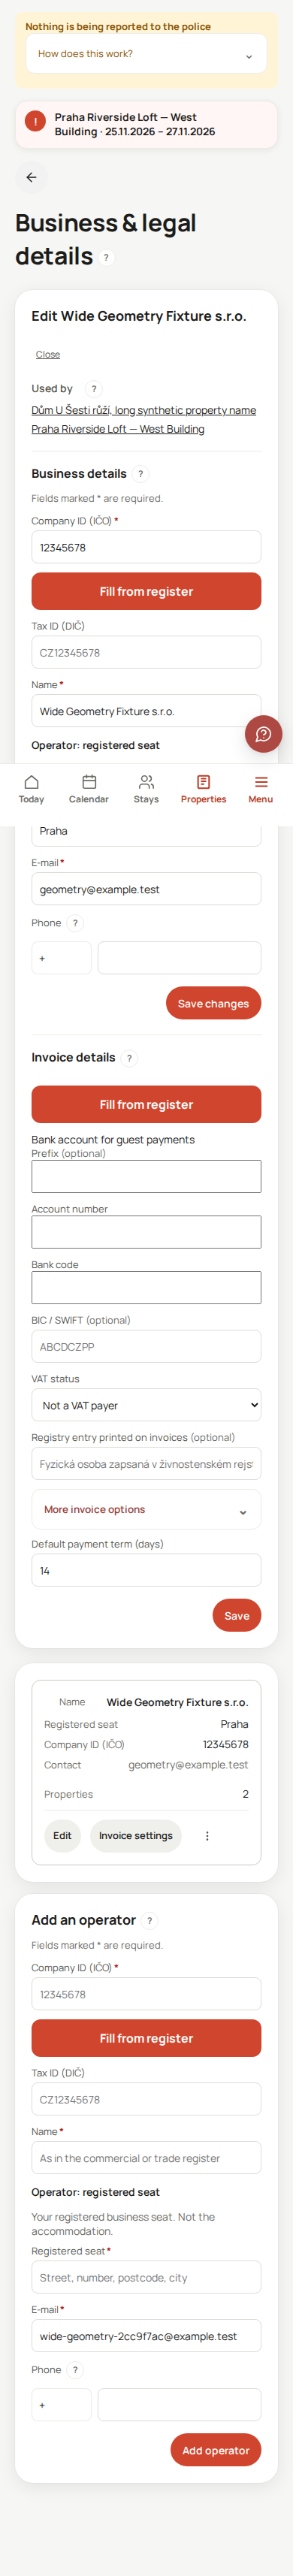 Nothing is being reported to the police
How does this work?
!
Praha Riverside Loft — West
Building · 25.11.2026 – 27.11.2026
Business & legal
details ?
Edit Wide Geometry Fixture s.r.o.
Close
Used by ?
Dům U Šesti růží, long synthetic property name
Praha Riverside Loft — West Building
Business details ?
Fields marked * are required.
Company ID (IČO) *
12345678
Fill from register
Tax ID (DIČ)
CZ12345678
Name *
Wide Geometry Fixture s.r.o.
Operator: registered seat
Today Calendar Stays Properties Menu
Praha
E-mail *
geometry@example.test
Phone ?
+
Save changes
Invoice details ?
Fill from register
Bank account for guest payments
Prefix (optional)
Account number
Bank code
BIC / SWIFT (optional)
ABCDCZPP
VAT status
Not a VAT payer
Registry entry printed on invoices (optional)
Fyzická osoba zapsaná v živnostenském rejst
More invoice options
Default payment term (days)
14
Save
Name Wide Geometry Fixture s.r.o.
Registered seat Praha
Company ID (IČO) 12345678
Contact geometry@example.test
Properties 2
Edit Invoice settings
Add an operator ?
Fields marked * are required.
Company ID (IČO) *
12345678
Fill from register
Tax ID (DIČ)
CZ12345678
Name *
As in the commercial or trade register
Operator: registered seat
Your registered business seat. Not the
accommodation.
Registered seat *
Street, number, postcode, city
E-mail *
wide-geometry-2cc9f7ac@example.test
Phone ?
+
Add operator